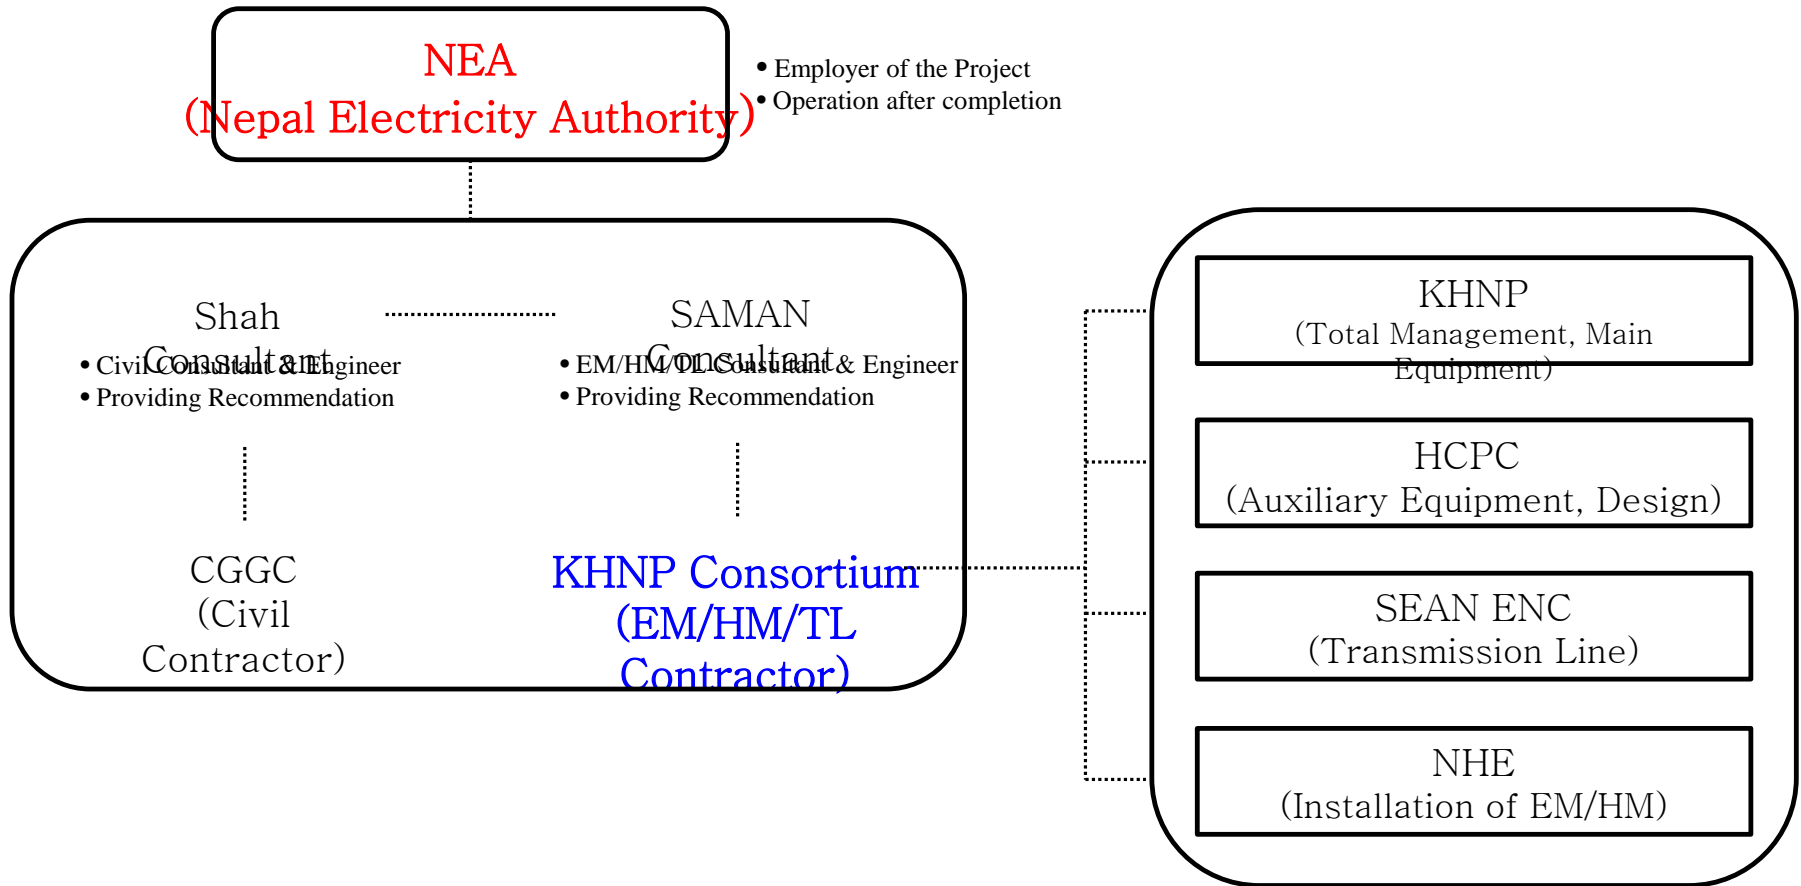 NEA
(Nepal Electricity Authority)
• Employer of the Project
• Operation after completion
Shah
Consultant
• Civil Consultant & Engineer
• Providing Recommendation
SAMAN
Consultant
• EM/HM/TL Consultant & Engineer
• Providing Recommendation
CGGC
(Civil
Contractor)
KHNP Consortium
(EM/HM/TL
Contractor)
KHNP
(Total Management, Main
Equipment)
HCPC
(Auxiliary Equipment, Design)
SEAN ENC
(Transmission Line)
NHE
(Installation of EM/HM)